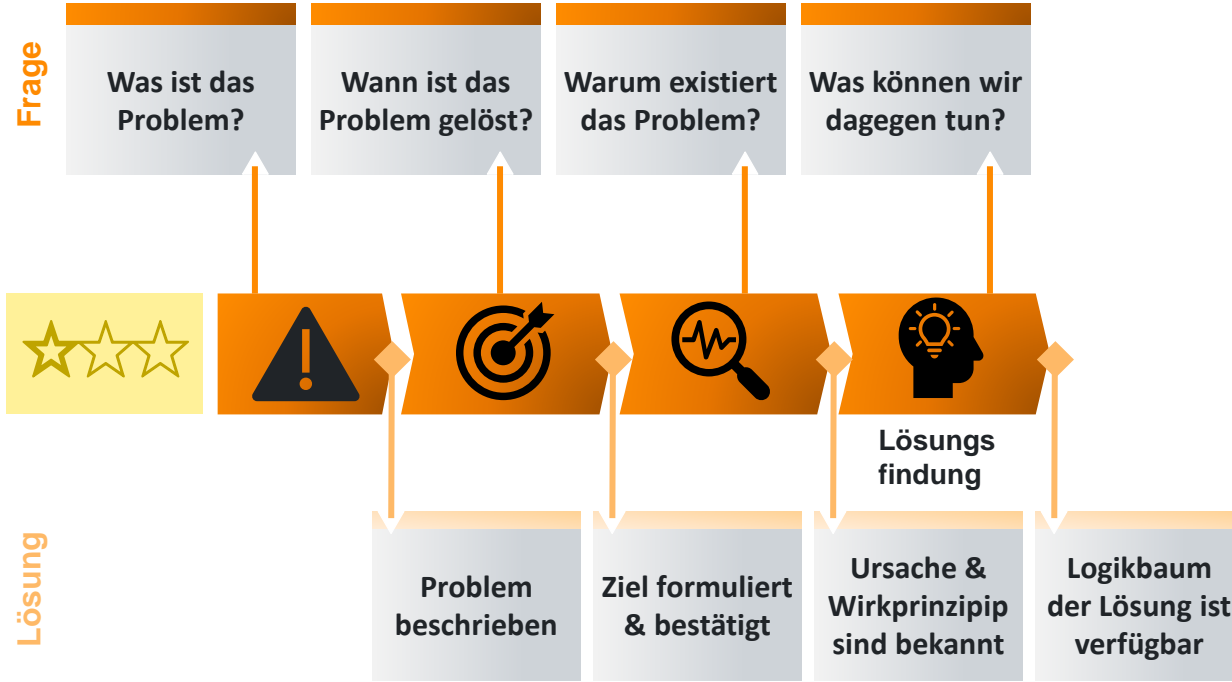 Frage
Was ist das
Problem?
Wann ist das
Problem gelöst?
Warum existiert
das Problem?
Was können wir
dagegen tun?
Lösungs
findung
Lösung
Problem
beschrieben
Ziel formuliert
& bestätigt
Ursache &
Wirkprinzipip
sind bekannt
Logikbaum
der Lösung ist
verfügbar